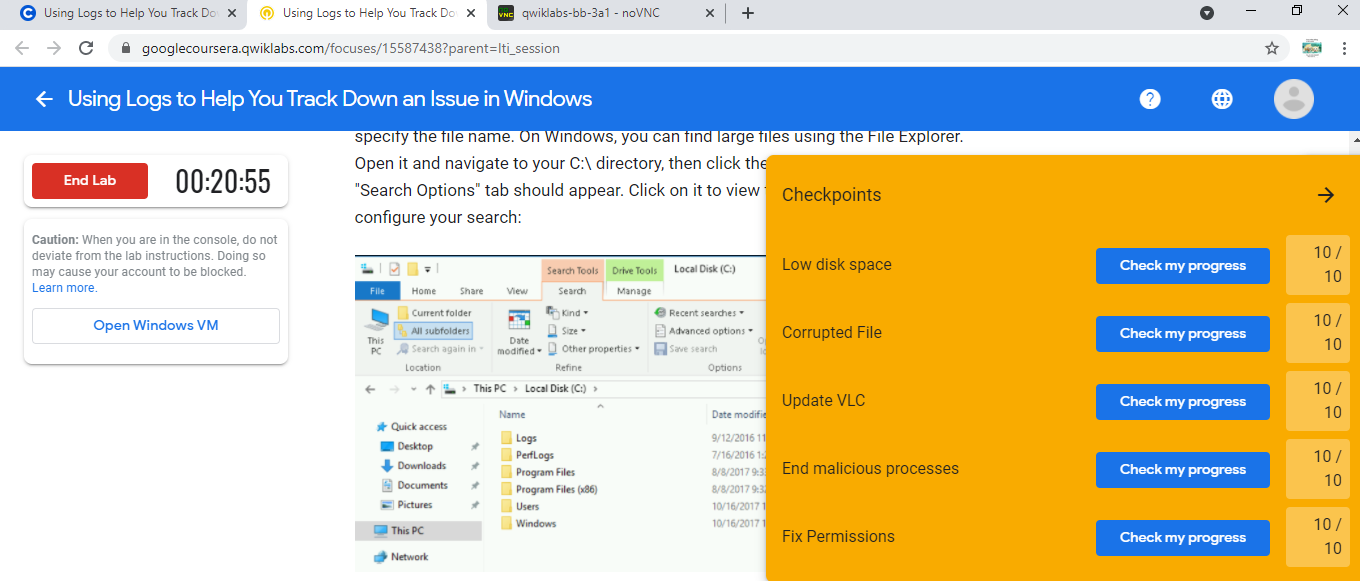 Using Logs to Help You Track Do
Using Logs to Help You Track Do
qwiklabs-bb-3a1 - noVNC
googlecoursera.qwiklabs.com/focuses/15587438?parent=lti_session
Using Logs to Help You Track Down an Issue in Windows
End Lab
00:20:55
Caution: When you are in the console, do not
deviate from the lab instructions. Doing so
may cause your account to be blocked.
Learn more.
Open Windows VM
specify the file name. On Windows, you can find large files using the File Explorer.
Open it and navigate to your C:\ directory, then click the
"Search Options" tab should appear. Click on it to view
configure your search:
Search Tools
Drive Tools
Local Disk (C:)
File
Home
Share
View
Search
Manage
This
PC
Current folder
All subfolders
Search again in
Location
Date
modified
Kind
Size
Other properties
Refine
Recent searches
Advanced options
Save search
Options
This PC > Local Disk (C:) >
Quick access
Desktop
Downloads
Documents
Pictures
This PC
Network
Name
Date modifie
Logs
9/12/2016 11
PerfLogs
7/16/2016 1:
Program Files
8/8/2017 9:3
Program Files (x86)
8/8/2017 9:3
Users
10/16/2017 1
Windows
10/16/2017 1
Checkpoints
Low disk space
Check my progress
10 /
10
Corrupted File
Check my progress
10 /
10
Update VLC
Check my progress
10 /
10
End malicious processes
Check my progress
10 /
10
Fix Permissions
Check my progress
10 /
10